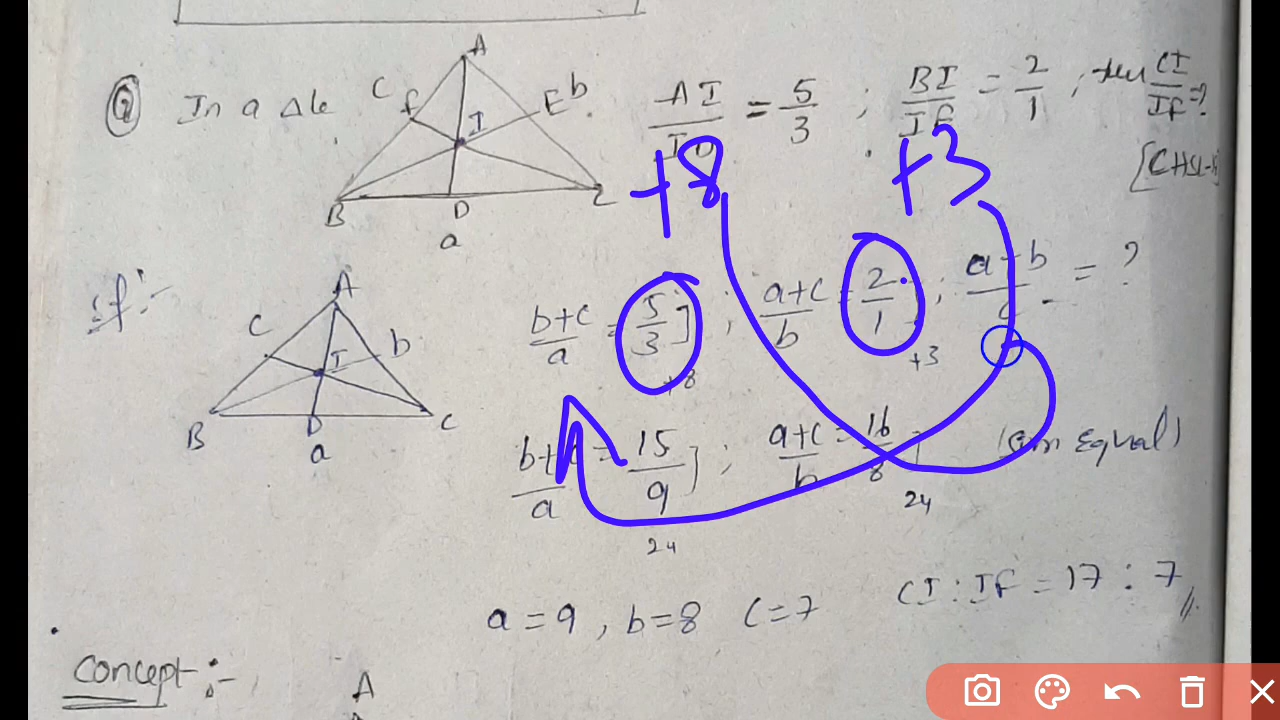 Q In a Δle
A
C
f
E
b
I
B
D
C
a
AI/ID = 5/3 ; BI/IE = 2/1 ; then CI/IF = ?
+8
+3
[CHSL
A
C
b
I
B
D
C
a
b+c/a = 5/3] ; a+c/b = 2/1] ; a+b/c = ?
+8
+3
b+c/a = 15/9] ; a+c/b = 16/8] (sum equal)
24
24
a=9, b=8 C=7 CI : IF = 17 : 7
Concept :-
A